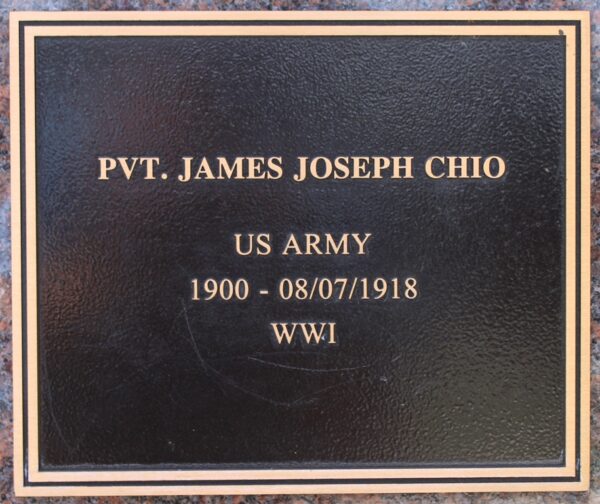 PVT. JAMES JOSEPH CHIO
US ARMY
1900 - 08/07/1918
WWI